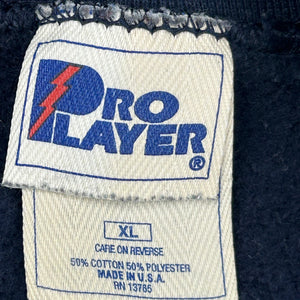 PRO
PLAYER
®
XL
CARE ON REVERSE
50% COTTON 50% POLYESTER
MADE IN U.S.A.
RN 13765